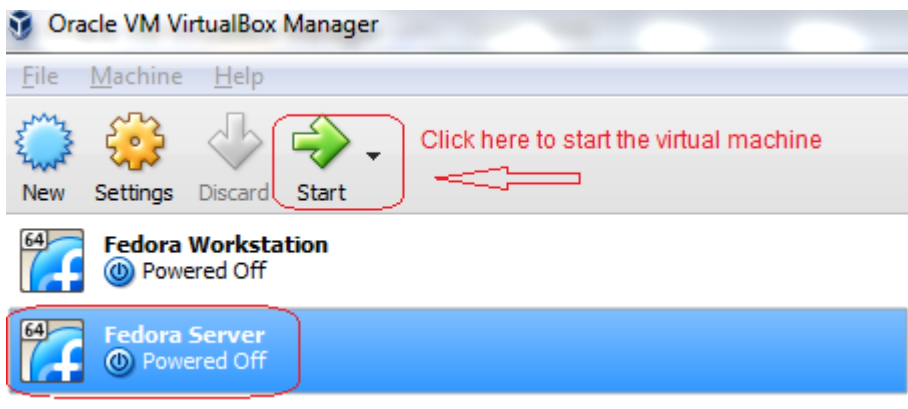 Oracle VM VirtualBox Manager
File Machine Help
New Settings Discard Start
Click here to start the virtual machine
64
Fedora Workstation
Powered Off
64
Fedora Server
Powered Off